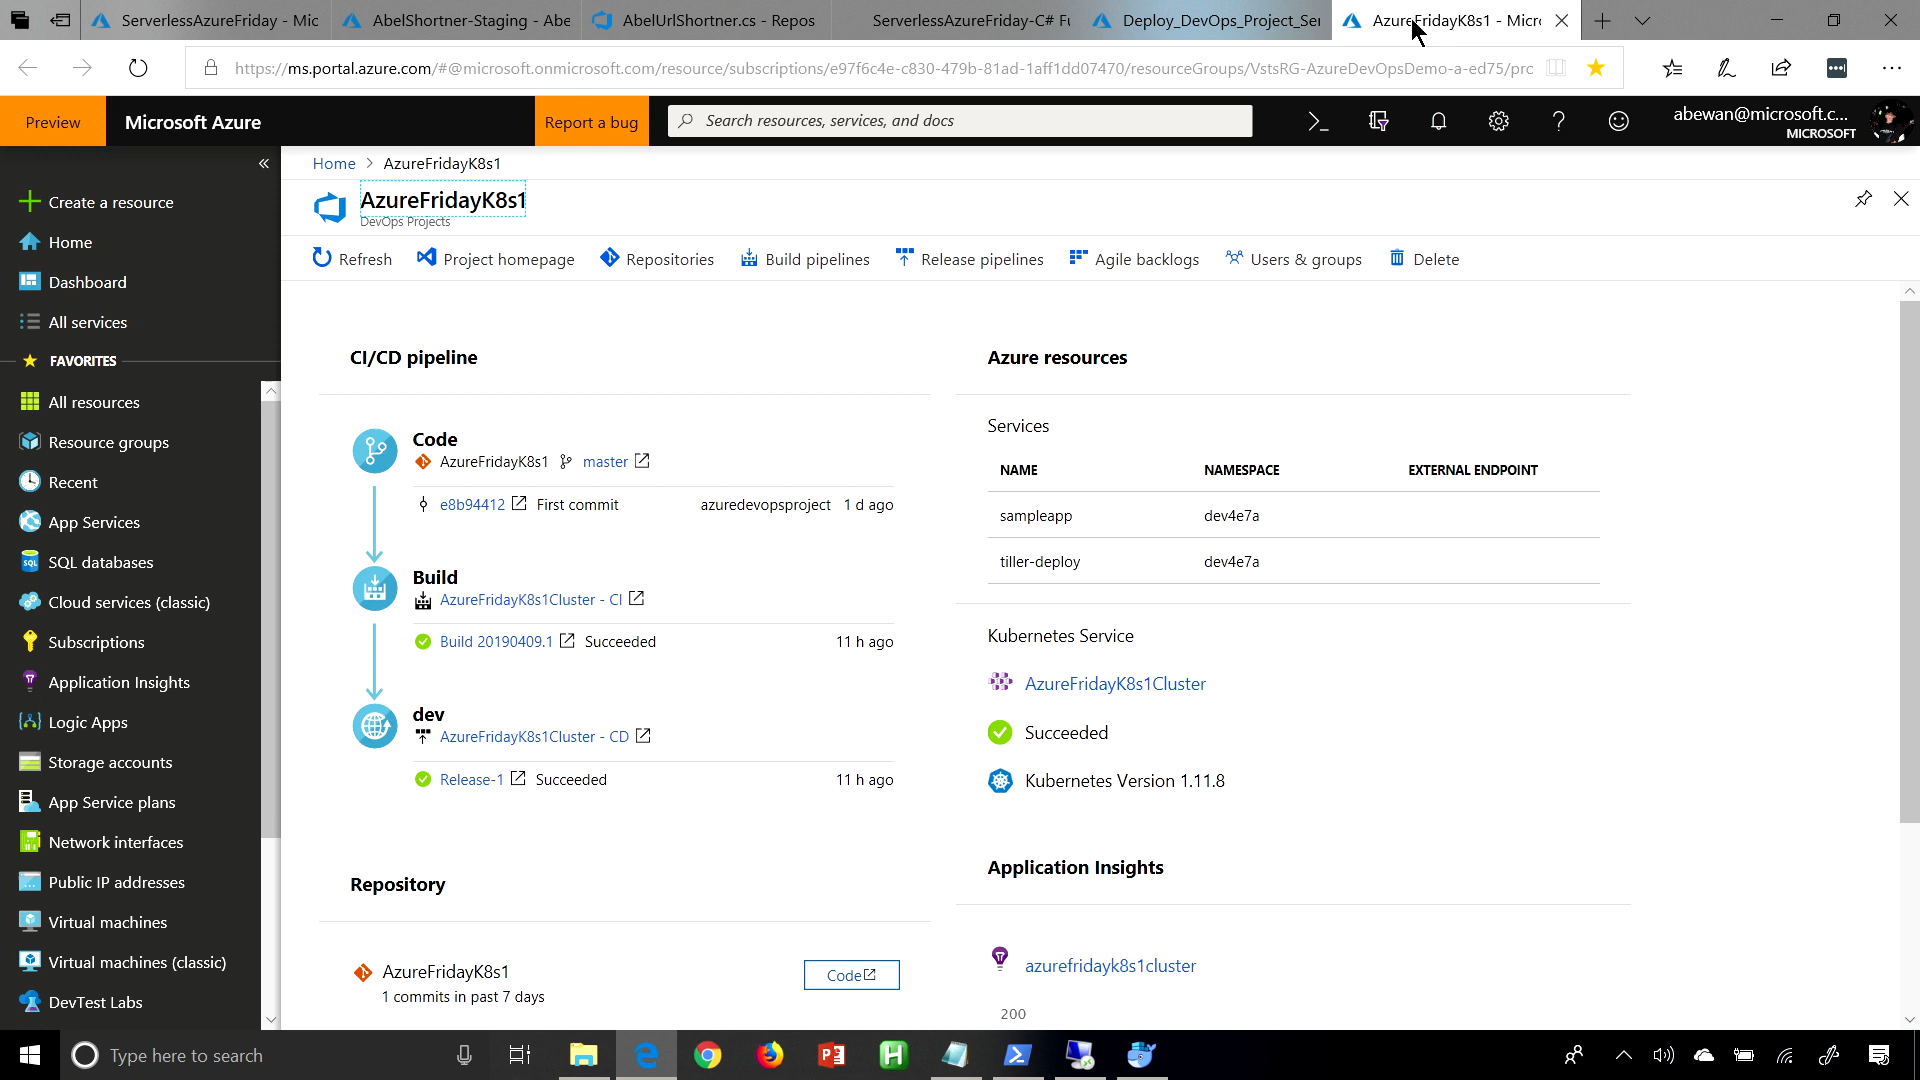 ServerlessAzureFriday - Mic
AbelShortner-Staging - Abe
AbelUrlShortner.cs - Repos
ServerlessAzureFriday-C# Fu
Deploy_DevOps_Project_Ser
AzureFridayK8s1 - Micro
https://ms.portal.azure.com/#@microsoft.onmicrosoft.com/resource/subscriptions/e97f6c4e-c830-479b-81ad-1aff1dd07470/resourceGroups/VstsRG-AzureDevOpsDemo-a-ed75/prc
Preview
Microsoft Azure
Report a bug
Search resources, services, and docs
abewan@microsoft.c...
MICROSOFT
Create a resource
Home
Dashboard
All services
FAVORITES
All resources
Resource groups
Recent
App Services
SQL databases
Cloud services (classic)
Subscriptions
Application Insights
Logic Apps
Storage accounts
App Service plans
Network interfaces
Public IP addresses
Virtual machines
Virtual machines (classic)
DevTest Labs
Home > AzureFridayK8s1
AzureFridayK8s1
DevOps Projects
Refresh
Project homepage
Repositories
Build pipelines
Release pipelines
Agile backlogs
Users & groups
Delete
CI/CD pipeline
Code
AzureFridayK8s1 master
e8b94412 First commit azuredevopsproject 1 d ago
Build
AzureFridayK8s1Cluster - CI
Build 20190409.1 Succeeded 11 h ago
dev
AzureFridayK8s1Cluster - CD
Release-1 Succeeded 11 h ago
Repository
AzureFridayK8s1
1 commits in past 7 days
Code
Azure resources
Services
NAME NAMESPACE EXTERNAL ENDPOINT
sampleapp dev4e7a
tiller-deploy dev4e7a
Kubernetes Service
AzureFridayK8s1Cluster
Succeeded
Kubernetes Version 1.11.8
Application Insights
azurefridayk8s1cluster
200
Type here to search